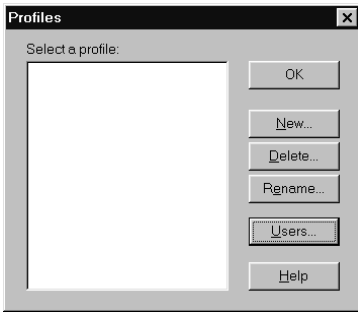 Profiles
Select a profile:
OK
New...
Delete...
Rename...
Users...
Help